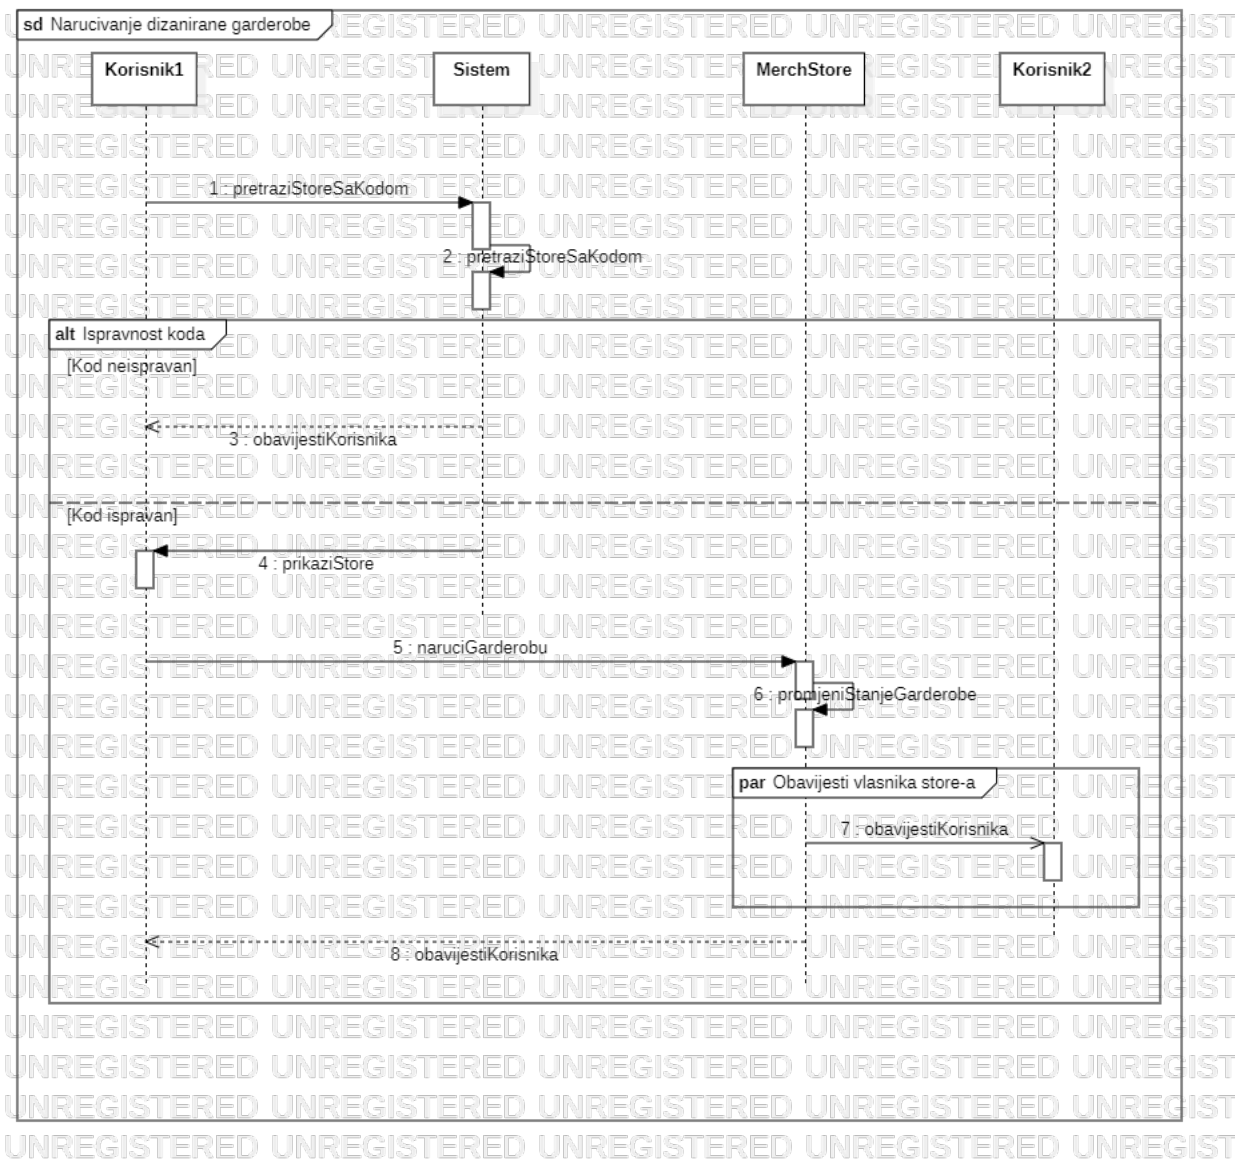 sd Narucivanje dizanirane garderobe
Korisnik1
Sistem
MerchStore
Korisnik2
1 : pretraziStoreSaKodom
2 : pretraziStoreSaKodom
alt Ispravnost koda
[Kod neispravan]
3 : obavijestiKorisnika
[Kod ispravan]
4 : prikaziStore
5 : naruciGarderobu
6 : promjeniStanjeGarderobe
par Obavijesti vlasnika store-a
7 : obavijestiKorisnika
8 : obavijestiKorisnika
UNREGISTERED UNREGISTERED UNREGISTERED UNREGISTERED UNREGIST